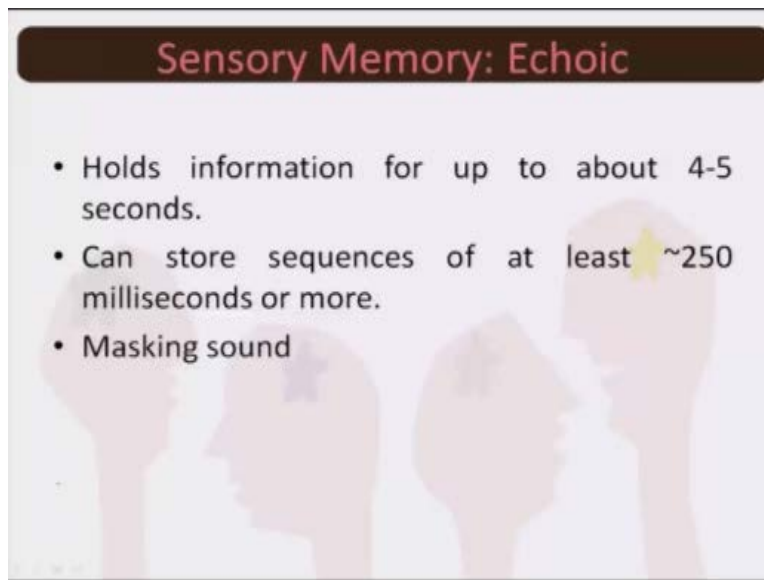 Sensory Memory: Echoic
• Holds information for up to about 4-5
seconds.
• Can store sequences of at least ~250
milliseconds or more.
• Masking sound